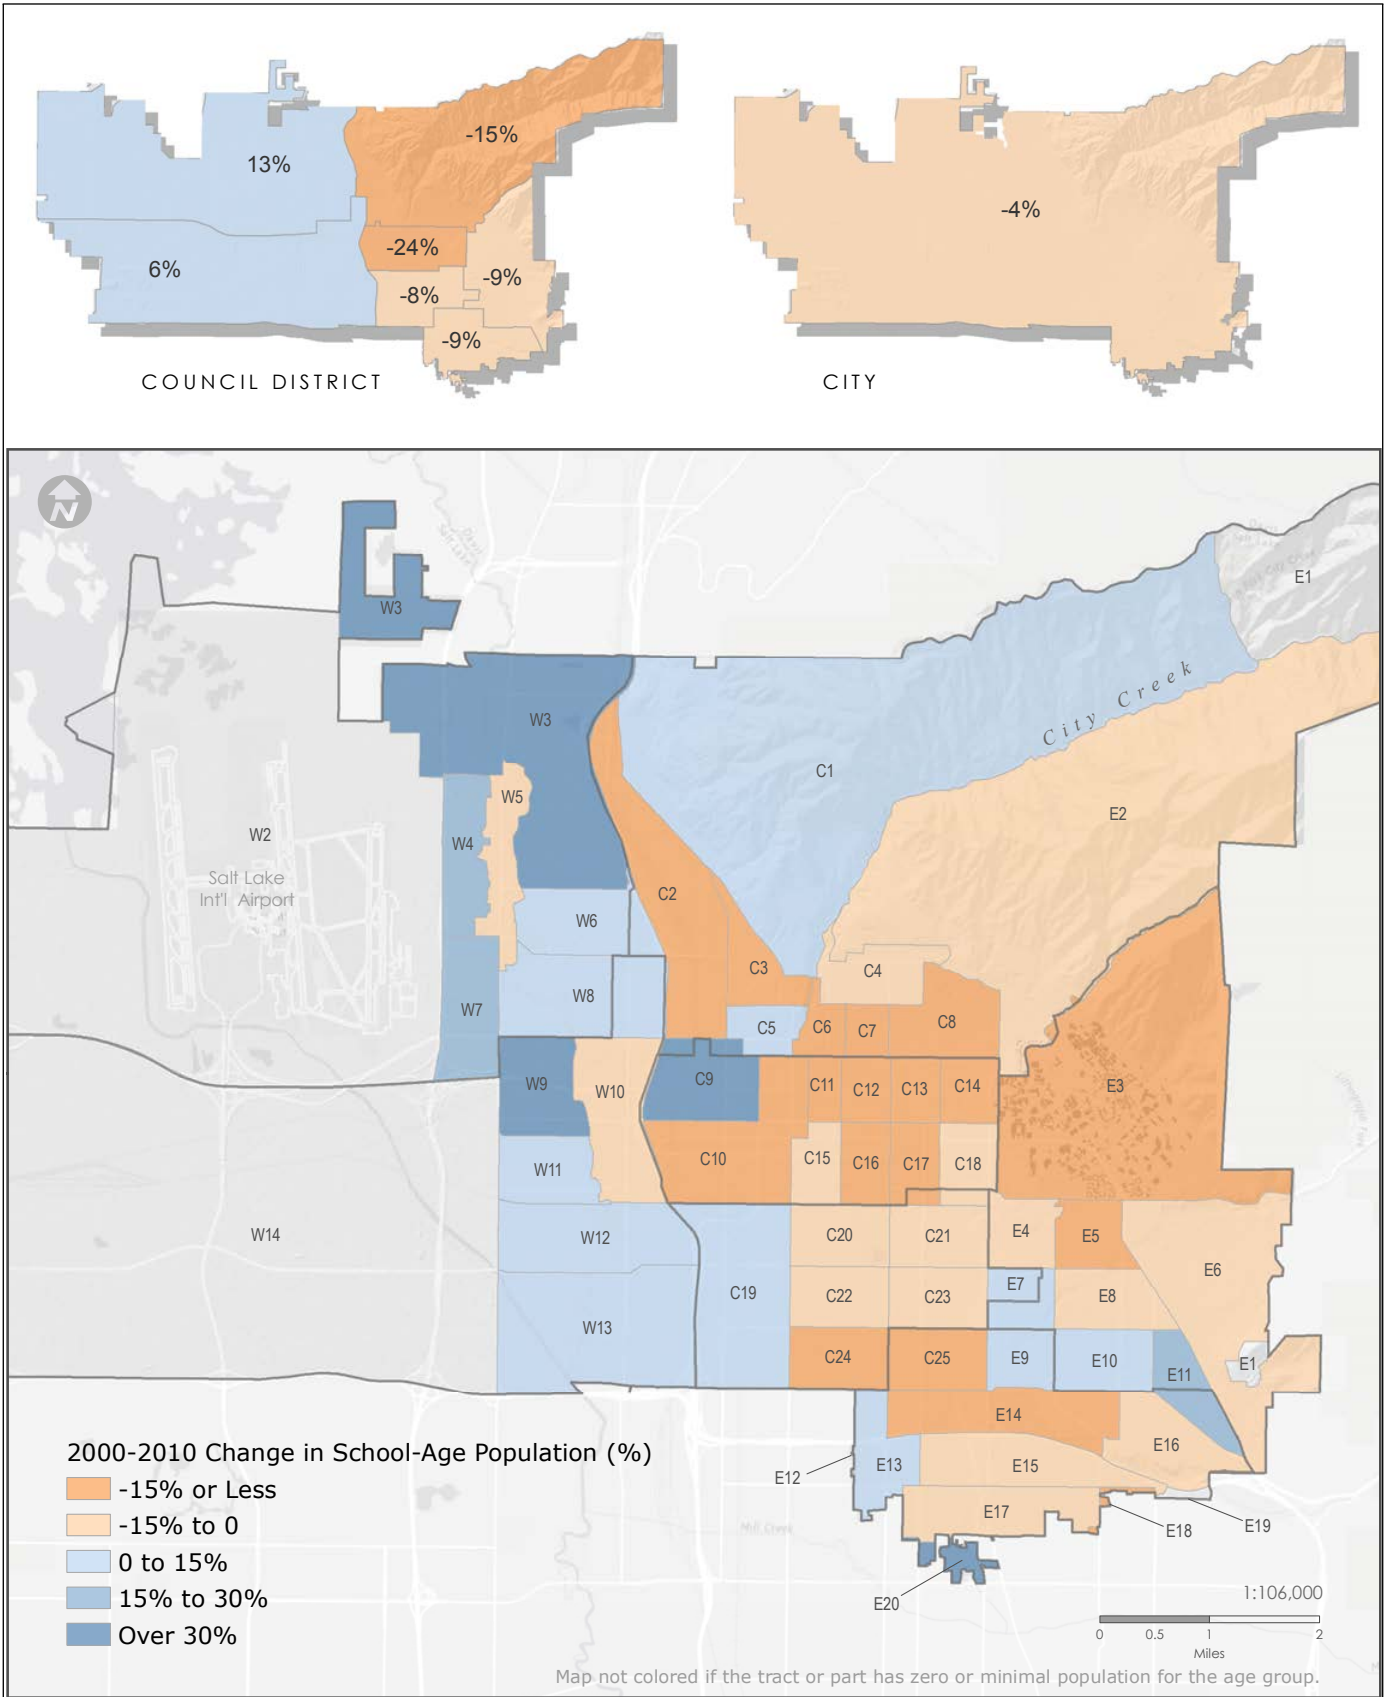 -15%
13%
-24%
6%
-9%
-8%
-9%
COUNCIL DISTRICT
-4%
CITY
N
E1
W3
W3
City Creek
C1
W5
E2
W2
W4
Salt Lake
Int'l Airport
C2
W6
C3
C4
W8
W7
C5
C6
C7
C8
W9
W10
C9
C11
C12
C13
C14
E3
W11
C10
C15
C16
C17
C18
W14
W12
C20
C21
E4
E5
E6
C19
C22
C23
E7
E8
W13
C24
C25
E9
E10
E11
E1
E14
E16
E12
E13
E15
E17
E18
E19
E20
2000-2010 Change in School-Age Population (%)
-15% or Less
-15% to 0
0 to 15%
15% to 30%
Over 30%
Mill Creek
1:106,000
0 0.5 1 2
Miles
Map not colored if the tract or part has zero or minimal population for the age group.